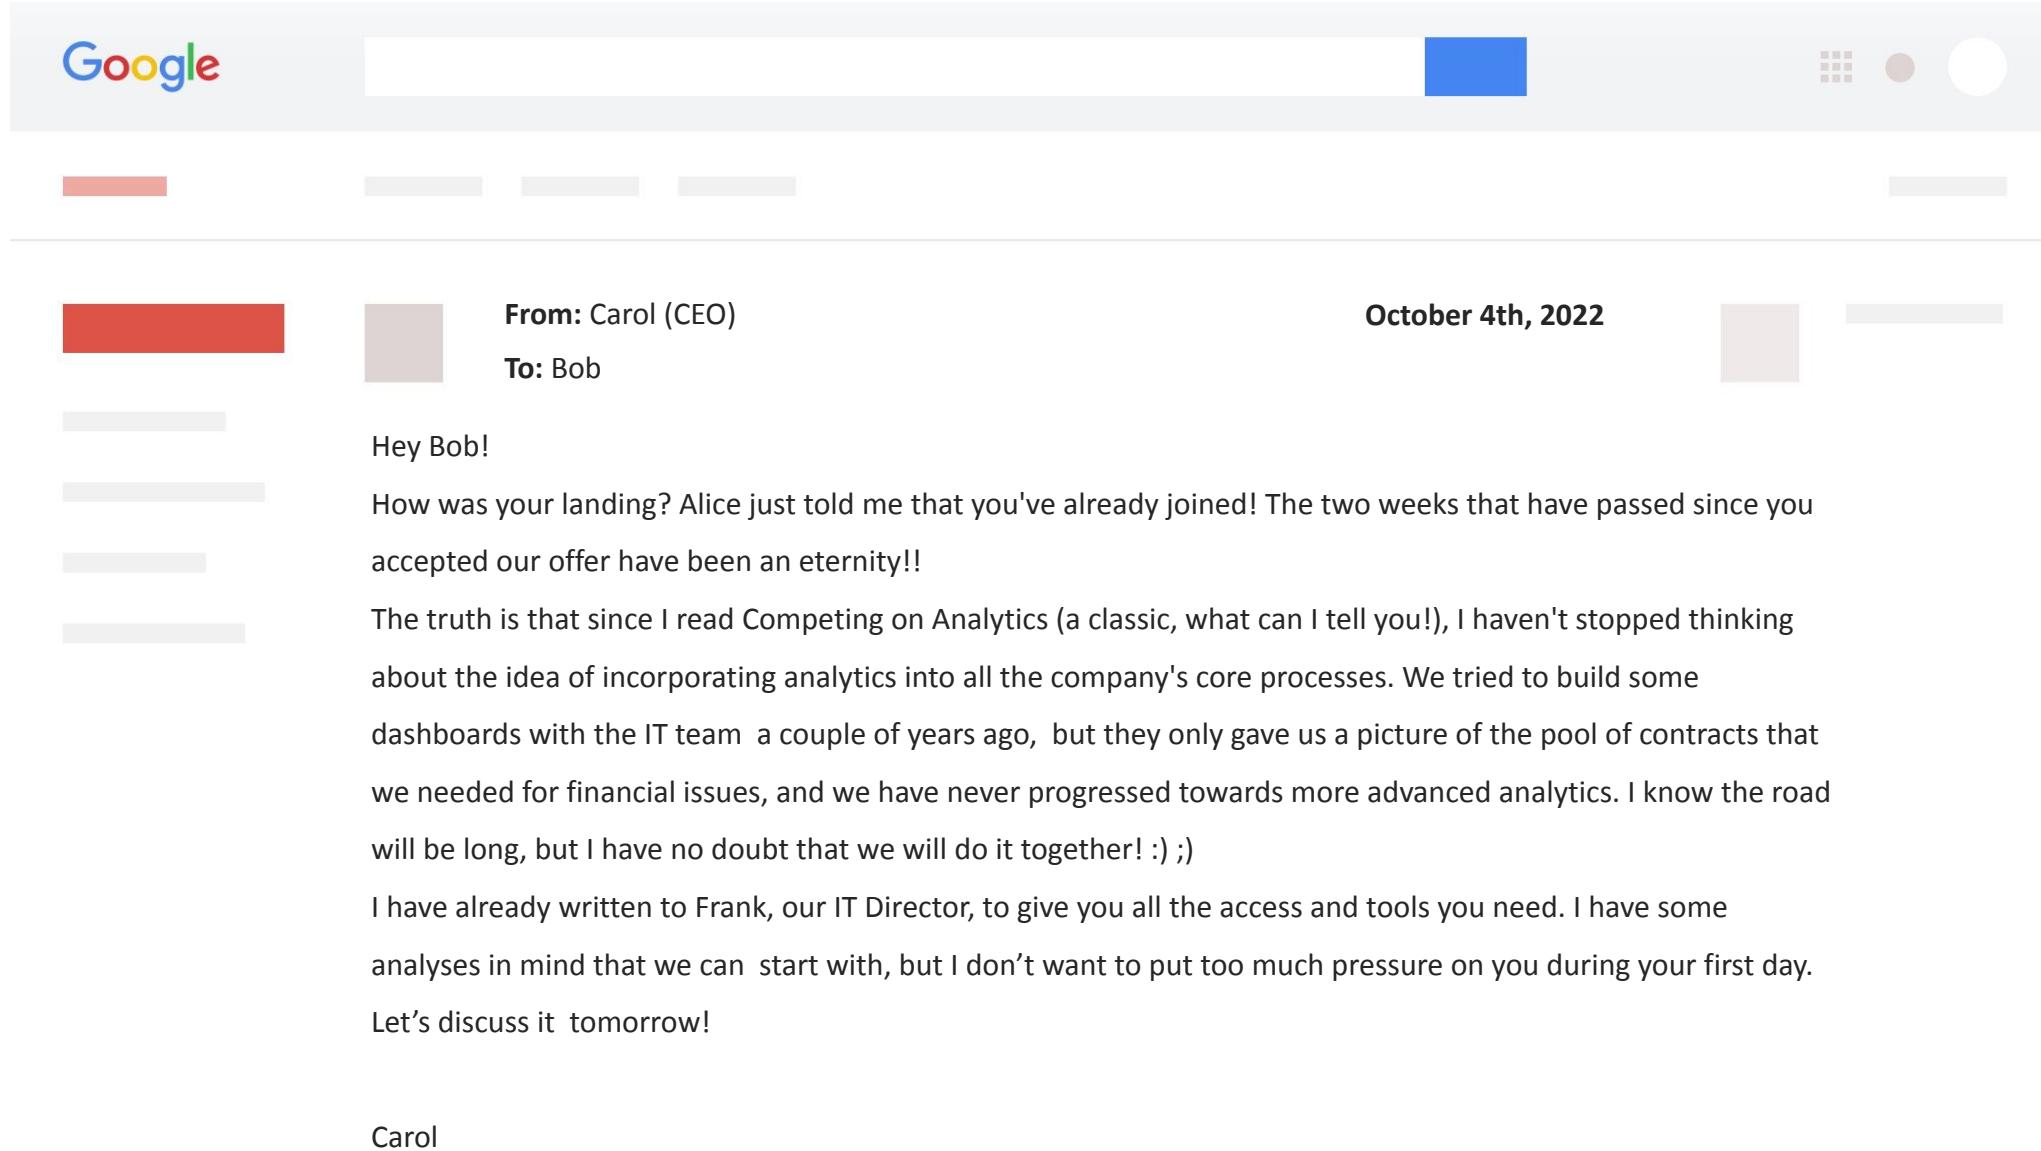 Google
From: Carol (CEO)
October 4th, 2022
To: Bob
Hey Bob!
How was your landing? Alice just told me that you've already joined! The two weeks that have passed since you
accepted our offer have been an eternity!!
The truth is that since I read Competing on Analytics (a classic, what can I tell you!), I haven't stopped thinking
about the idea of incorporating analytics into all the company's core processes. We tried to build some
dashboards with the IT team  a couple of years ago,  but they only gave us a picture of the pool of contracts that
we needed for financial issues, and we have never progressed towards more advanced analytics. I know the road
will be long, but I have no doubt that we will do it together! :) ;)
I have already written to Frank, our IT Director, to give you all the access and tools you need. I have some
analyses in mind that we can  start with, but I don’t want to put too much pressure on you during your first day.
Let’s discuss it  tomorrow!
Carol